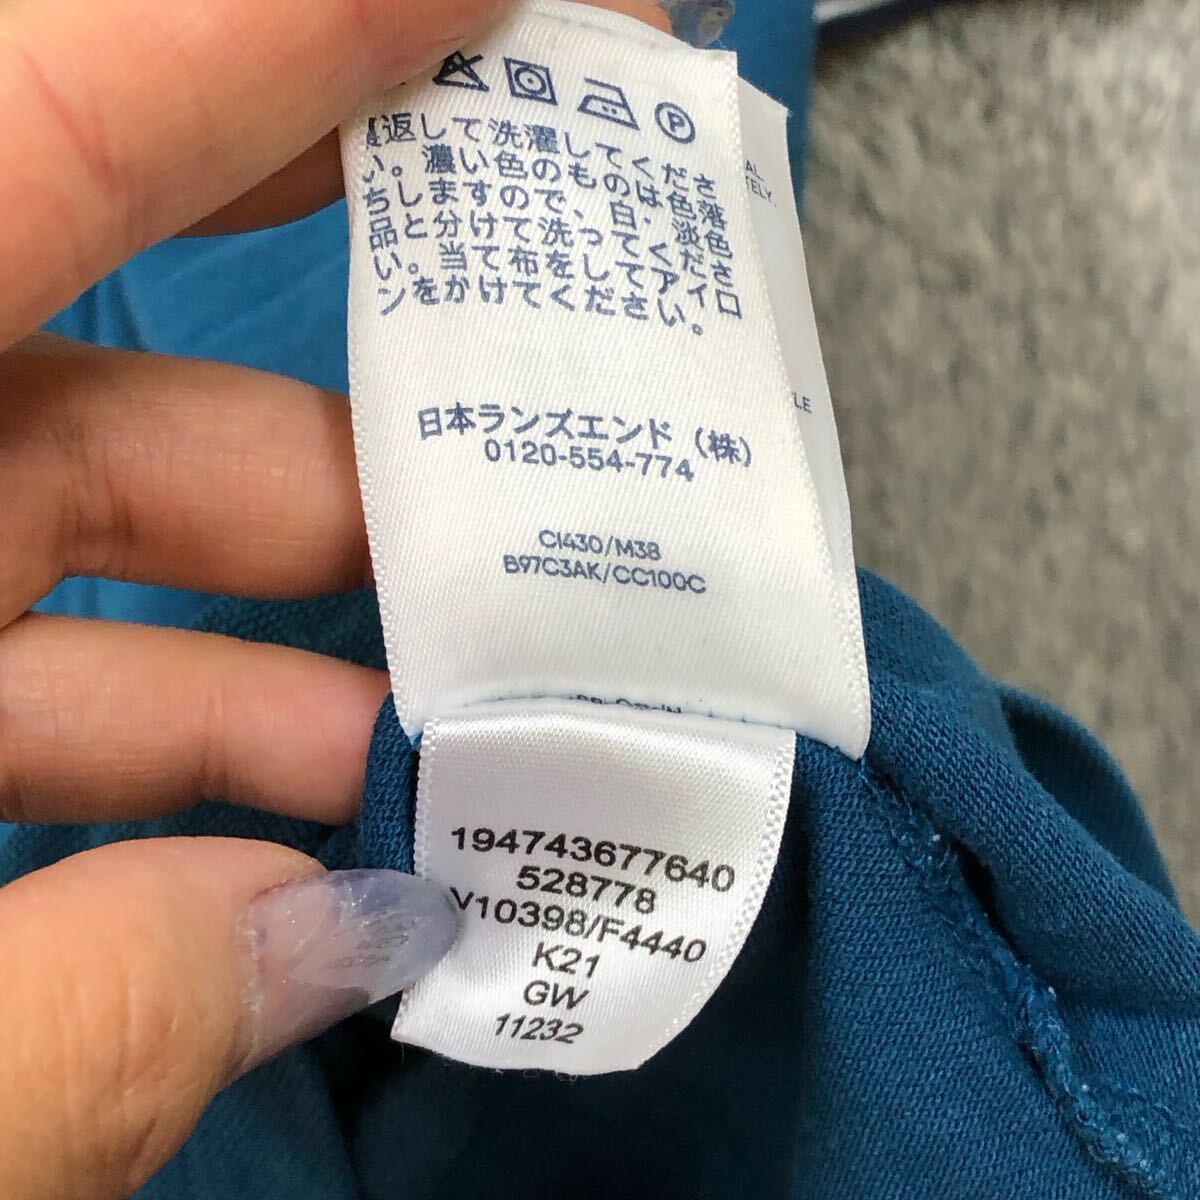 返して洗濯してくださ
い。濃い色のものは色落
ちしますので、白・淡色
品と分けて洗ってくださ
い。当て布をしてアイロ
ンをかけてください。
日本ランズエンド（株）
0120-554-774
CI430/M38
B97C3AK/CC100C
194743677640
528778
V10398/F4440
K21
GW
11232
P
TELY.
LE